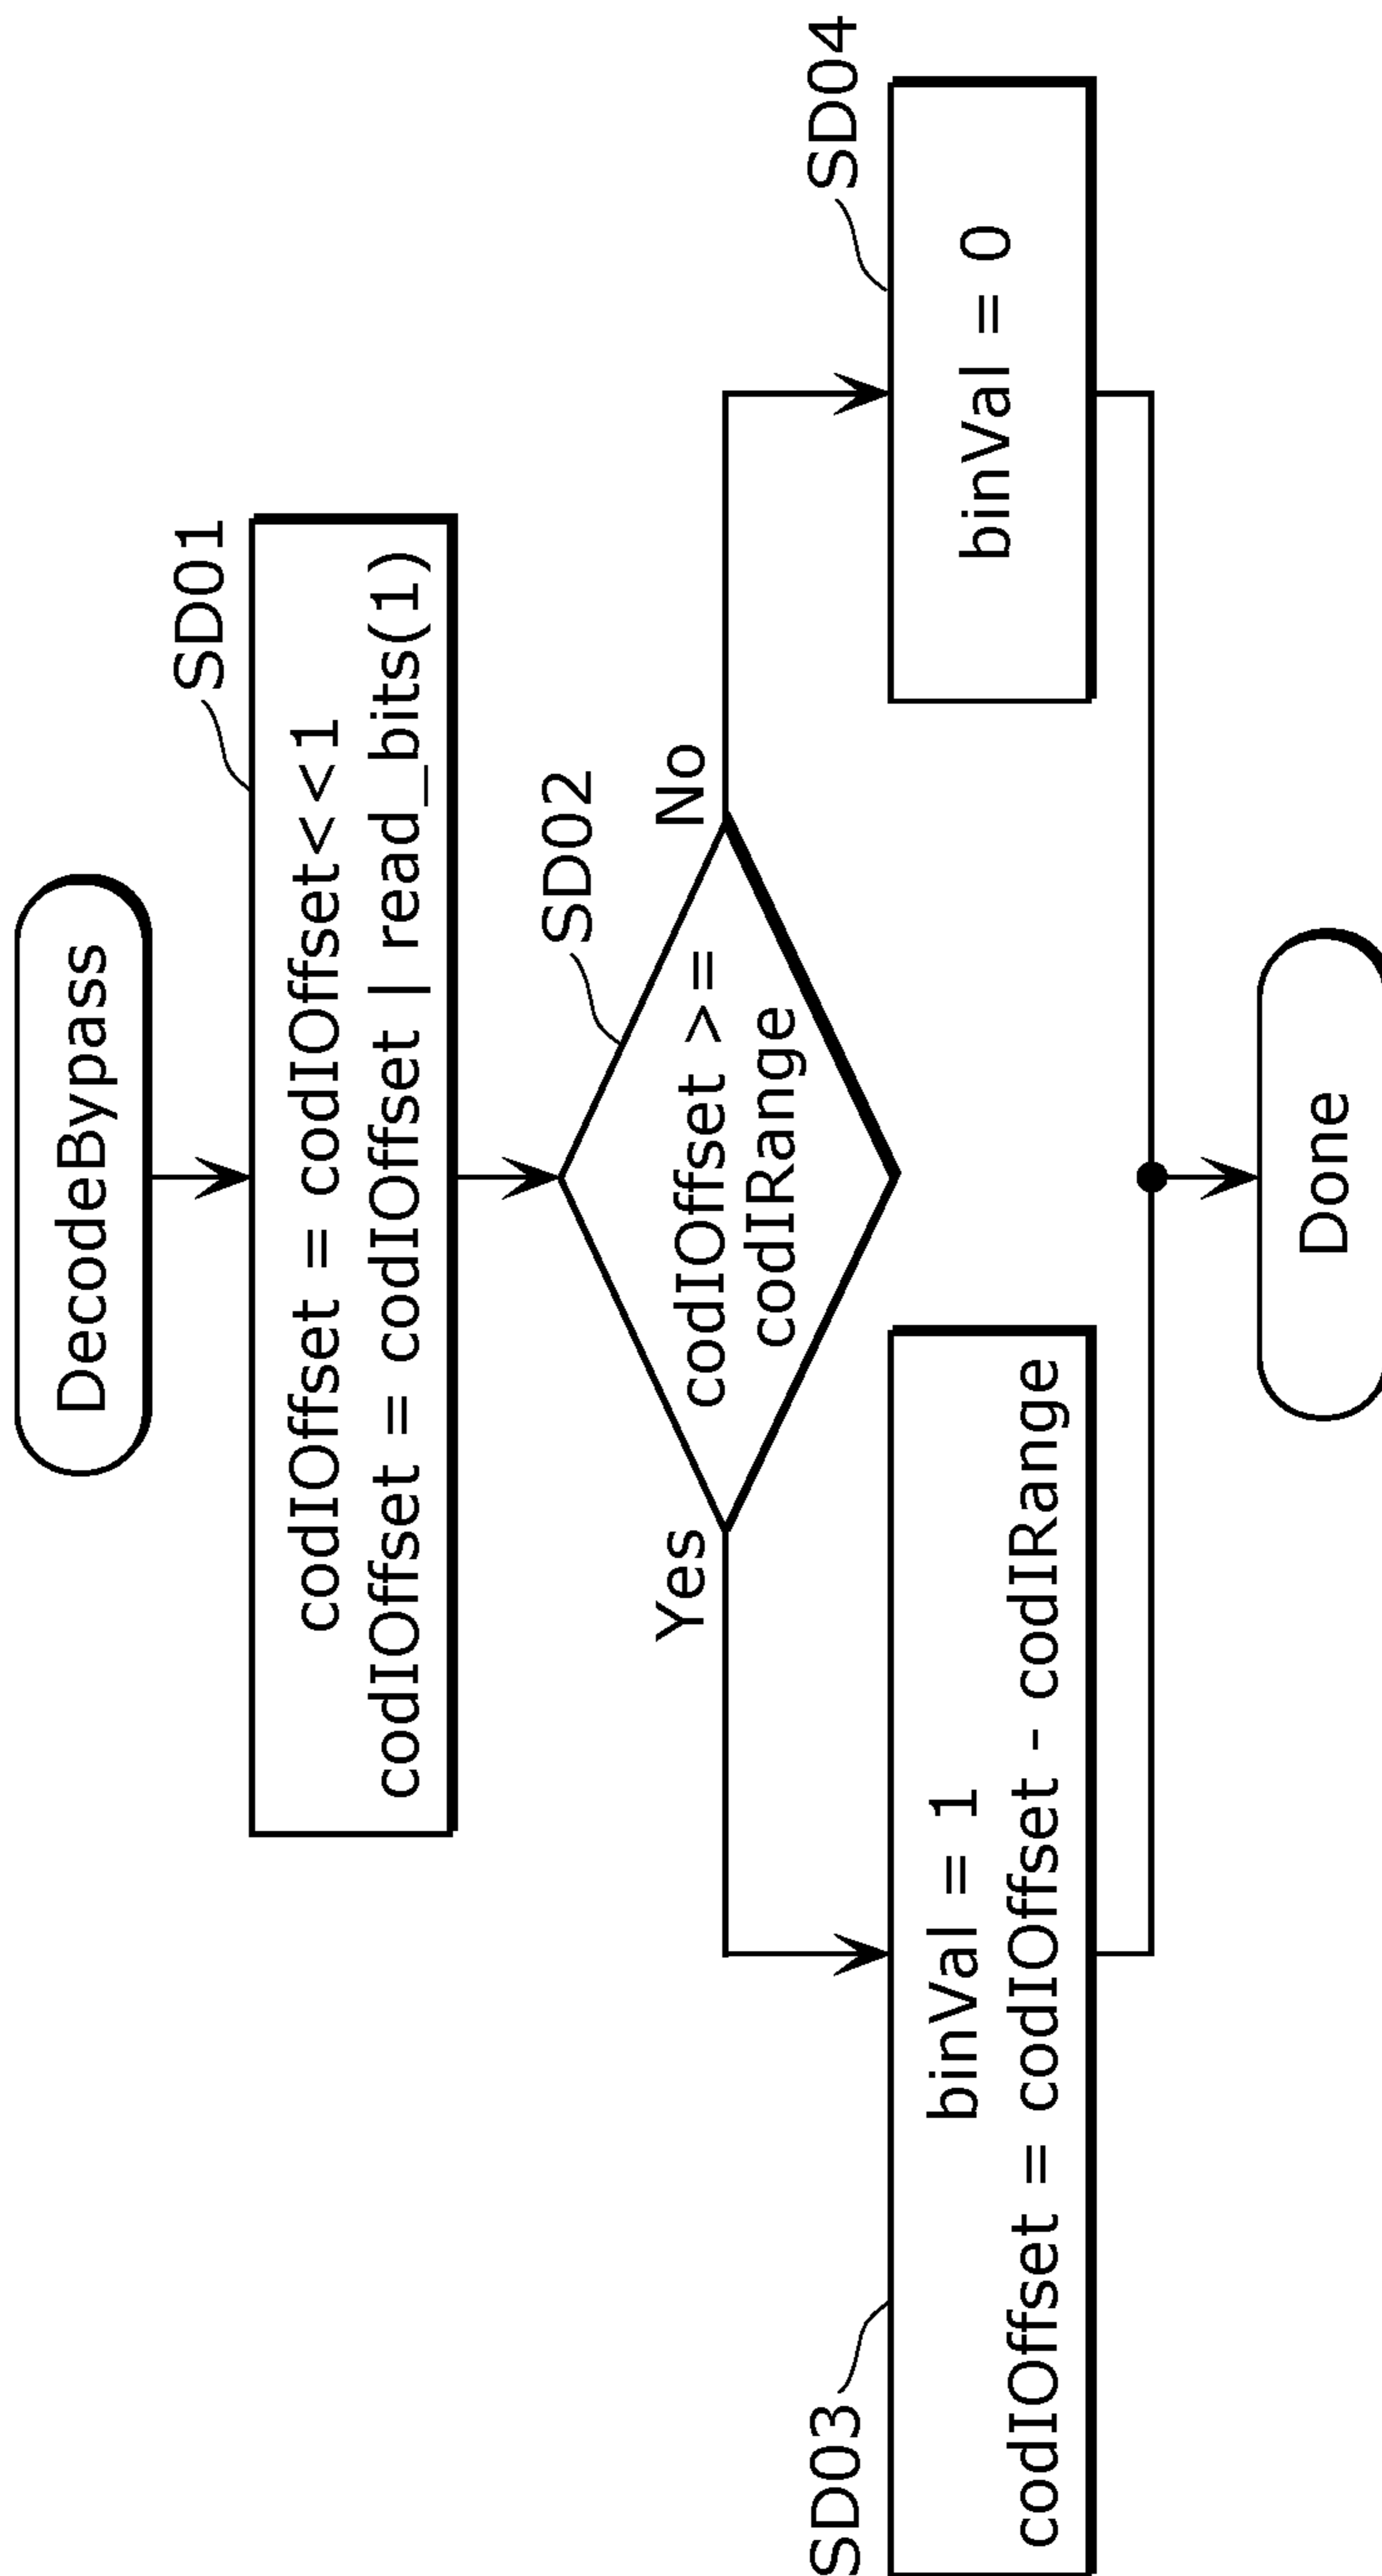 DecodeBypass
SD01
codIOffset = codIOffset<<1
codIOffset = codIOffset | read_bits(1)
SD02
codIOffset >=
codIRange
Yes
No
SD03
binVal = 1
codIOffset = codIOffset - codIRange
SD04
binVal = 0
Done